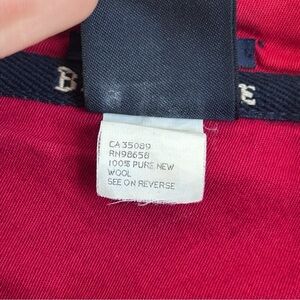 B E
CA 35089
RN98658
100% PURE NEW
WOOL
SEE ON REVERSE